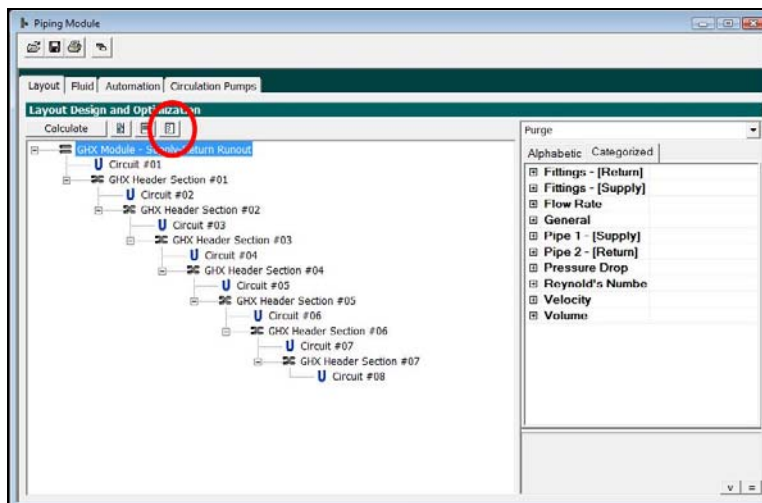 Piping Module
Layout Fluid Automation Circulation Pumps
Layout Design and Optimization
Calculate
Purge
Alphabetic Categorized
GHX Module - Supply-Return Runout
Circuit #01
GHX Header Section #01
Circuit #02
GHX Header Section #02
Circuit #03
GHX Header Section #03
Circuit #04
GHX Header Section #04
Circuit #05
GHX Header Section #05
Circuit #06
GHX Header Section #06
Circuit #07
GHX Header Section #07
Circuit #08
Fittings - [Return]
Fittings - [Supply]
Flow Rate
General
Pipe 1 - [Supply]
Pipe 2 - [Return]
Pressure Drop
Reynold's Numbe
Velocity
Volume
v =